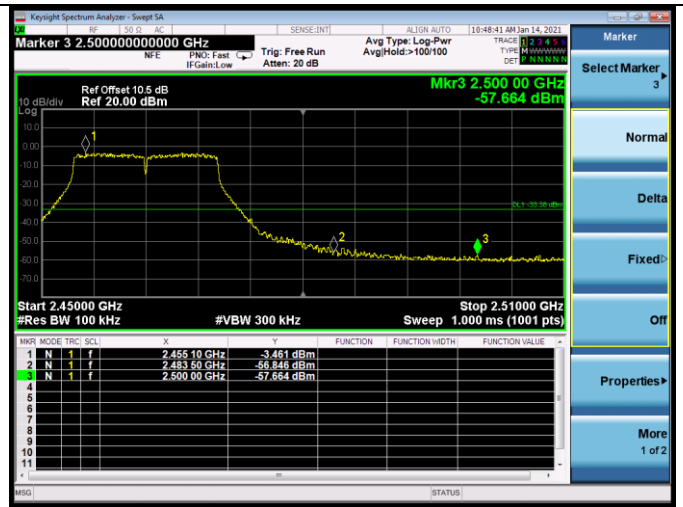 Keysight Spectrum Analyzer - Swept SA
RF 50 Ω AC SENSE:INT ALIGN AUTO 10:48:41 AM Jan 14, 2021
Marker 3 2.500000000000 GHz Avg Type: Log-Pwr TRACE 1 2 3 4 5 6
NFE PNO: Fast Trig: Free Run Avg|Hold:>100/100 TYPE M
IFGain:Low Atten: 20 dB DET P N N N N N
Marker
Select Marker
3
Normal
Delta
Fixed
Off
Properties
More
1 of 2
Ref Offset 10.5 dB Mkr3 2.500 00 GHz
10 dB/div Ref 20.00 dBm -57.664 dBm
Log
10.0
0.00
-10.0
-20.0
-30.0
-40.0
-50.0
-60.0
-70.0
1
2
3
Start 2.45000 GHz Stop 2.51000 GHz
#Res BW 100 kHz #VBW 300 kHz Sweep 1.000 ms (1001 pts)
MKR MODE TRC SCL X Y FUNCTION FUNCTION WIDTH FUNCTION VALUE
1 N 1 f 2.455 10 GHz -3.461 dBm
2 N 1 f 2.483 50 GHz -56.846 dBm
3 N 1 f 2.500 00 GHz -57.664 dBm
4
5
6
7
8
9
10
11
MSG STATUS